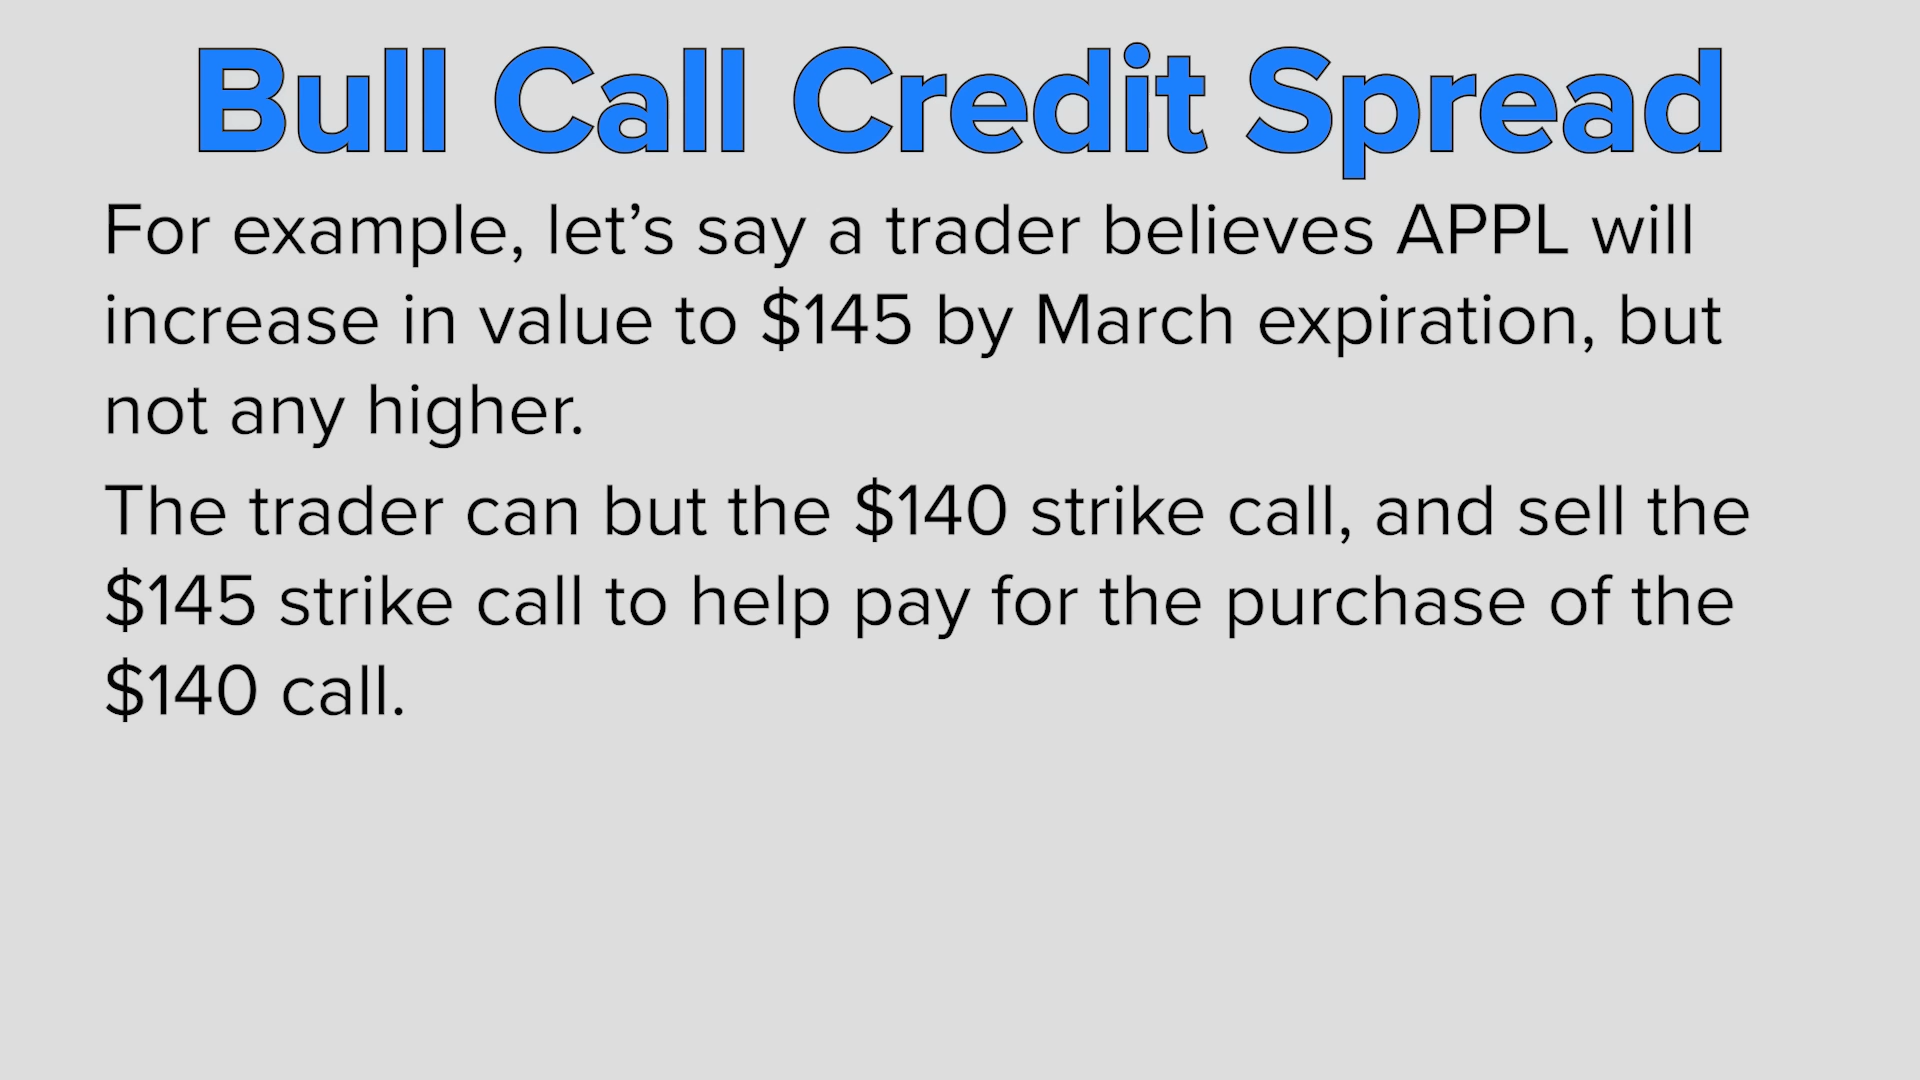 Bull Call Credit Spread
For example, let’s say a trader believes APPL will
increase in value to $145 by March expiration, but
not any higher.
The trader can but the $140 strike call, and sell the
$145 strike call to help pay for the purchase of the
$140 call.